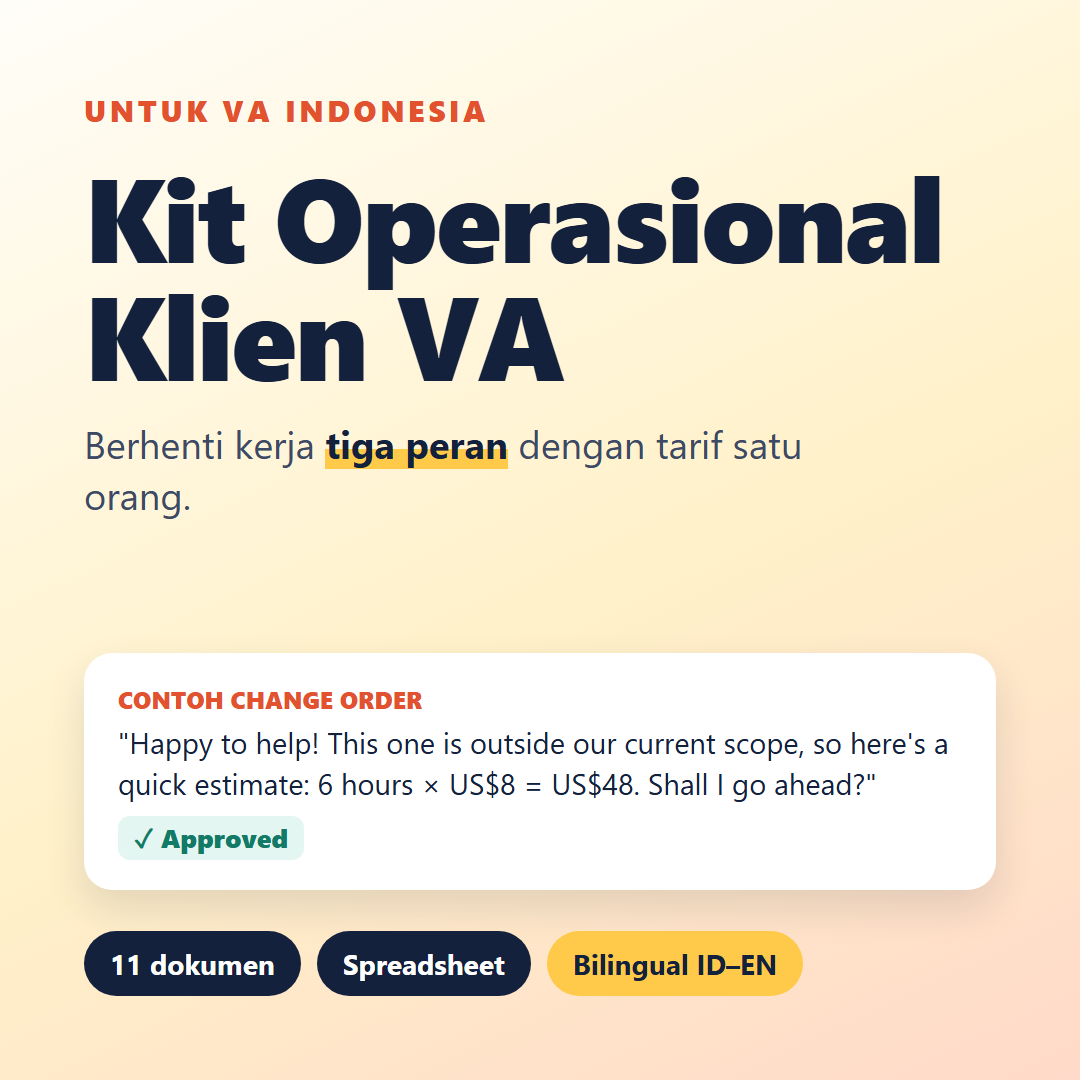 UNTUK VA INDONESIA
Kit Operasional
Klien VA
Berhenti kerja tiga peran dengan tarif satu
orang.
CONTOH CHANGE ORDER
"Happy to help! This one is outside our current scope, so here's a
quick estimate: 6 hours × US$8 = US$48. Shall I go ahead?"
✓ Approved
11 dokumen
Spreadsheet
Bilingual ID–EN